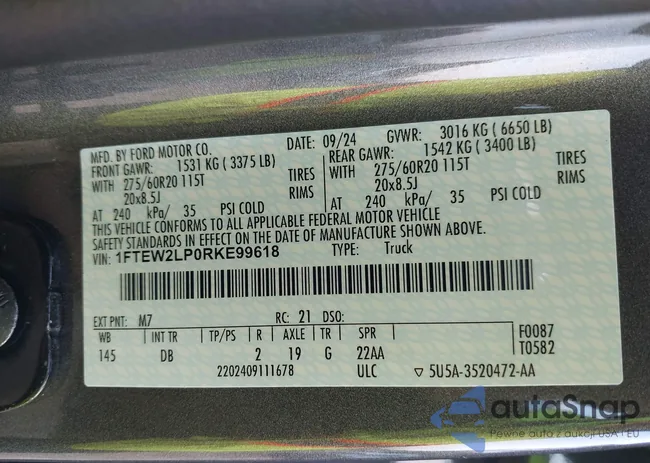 MFD. BY FORD MOTOR CO. DATE: 09/24 GVWR: 3016 KG ( 6650 LB)
FRONT GAWR: 1531 KG ( 3375 LB) REAR GAWR: 1542 KG ( 3400 LB)
WITH 275/60R20 115T TIRES WITH 275/60R20 115T TIRES
20x8.5J RIMS 20x8.5J RIMS
AT 240 kPa/ 35 PSI COLD AT 240 kPa/ 35 PSI COLD
THIS VEHICLE CONFORMS TO ALL APPLICABLE FEDERAL MOTOR VEHICLE
SAFETY STANDARDS IN EFFECT ON THE DATE OF MANUFACTURE SHOWN ABOVE.
VIN: 1FTEW2LP0RKE99618 TYPE: Truck
EXT PNT: M7 RC: 21 DSO:
WB INT TR TP/PS R AXLE TR SPR F0087
145 DB 2 19 G 22AA T0582
2202409111678 ULC ▽ 5U5A-3520472-AA
autoSnap
Pewne auta z aukcji USA i EU